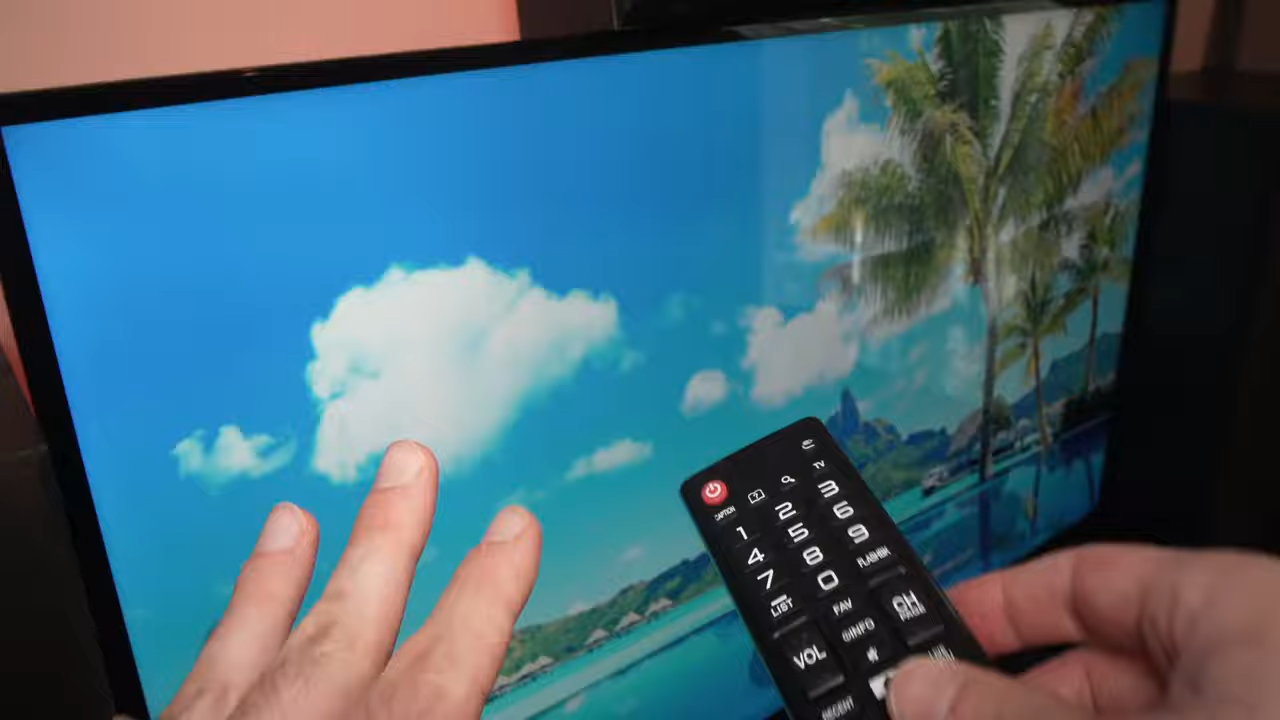 TV
CAPTION
1 2 3
4 5 6
7 8 9
LIST 0 FLASHBK
FAV
VOL INFO CH
PAGE
RECENT